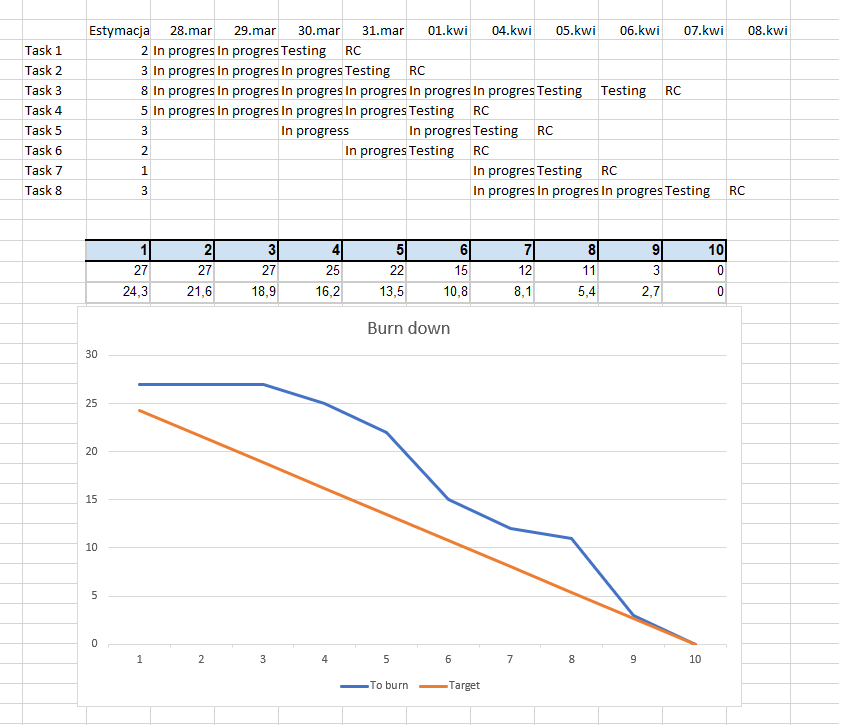 Estymacja 28.mar 29.mar 30.mar 31.mar 01.kwi 04.kwi 05.kwi 06.kwi 07.kwi 08.kwi
Task 1 2 In progres In progres Testing RC
Task 2 3 In progres In progres In progres Testing RC
Task 3 8 In progres In progres In progres In progres In progres In progres Testing Testing RC
Task 4 5 In progres In progres In progres In progres Testing RC
Task 5 3 In progress In progres Testing RC
Task 6 2 In progres Testing RC
Task 7 1 In progres Testing RC
Task 8 3 In progres In progres In progres Testing RC
1 2 3 4 5 6 7 8 9 10
27 27 27 25 22 15 12 11 3 0
24,3 21,6 18,9 16,2 13,5 10,8 8,1 5,4 2,7 0
Burn down
30
25
20
15
10
5
0
1 2 3 4 5 6 7 8 9 10
To burn Target